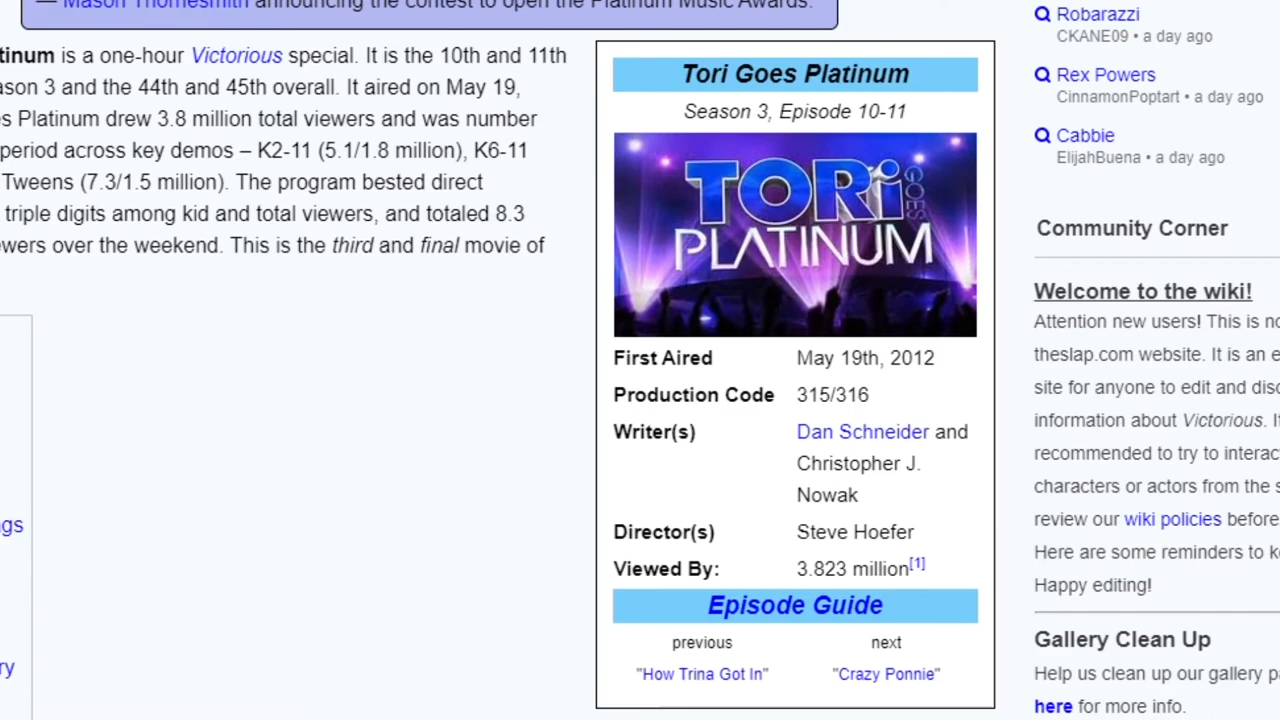 — Mason Thornesmith announcing the contest to open the Platinum Music Awards.
tinum is a one-hour Victorious special. It is the 10th and 11th
ason 3 and the 44th and 45th overall. It aired on May 19,
s Platinum drew 3.8 million total viewers and was number
period across key demos – K2-11 (5.1/1.8 million), K6-11
Tweens (7.3/1.5 million). The program bested direct
triple digits among kid and total viewers, and totaled 8.3
ewers over the weekend. This is the third and final movie of
ngs
ry
Tori Goes Platinum
Season 3, Episode 10-11
TORi
GOES
PLATINUM
First Aired May 19th, 2012
Production Code 315/316
Writer(s) Dan Schneider and
Christopher J.
Nowak
Director(s) Steve Hoefer
Viewed By: 3.823 million[1]
Episode Guide
previous next
"How Trina Got In" "Crazy Ponnie"
Robarazzi
CKANE09 • a day ago
Rex Powers
CinnamonPoptart • a day ago
Cabbie
ElijahBuena • a day ago
Community Corner
Welcome to the wiki!
Attention new users! This is no
theslap.com website. It is an e
site for anyone to edit and disc
information about Victorious. I
recommended to try to interac
characters or actors from the s
review our wiki policies before
Here are some reminders to k
Happy editing!
Gallery Clean Up
Help us clean up our gallery p
here for more info.